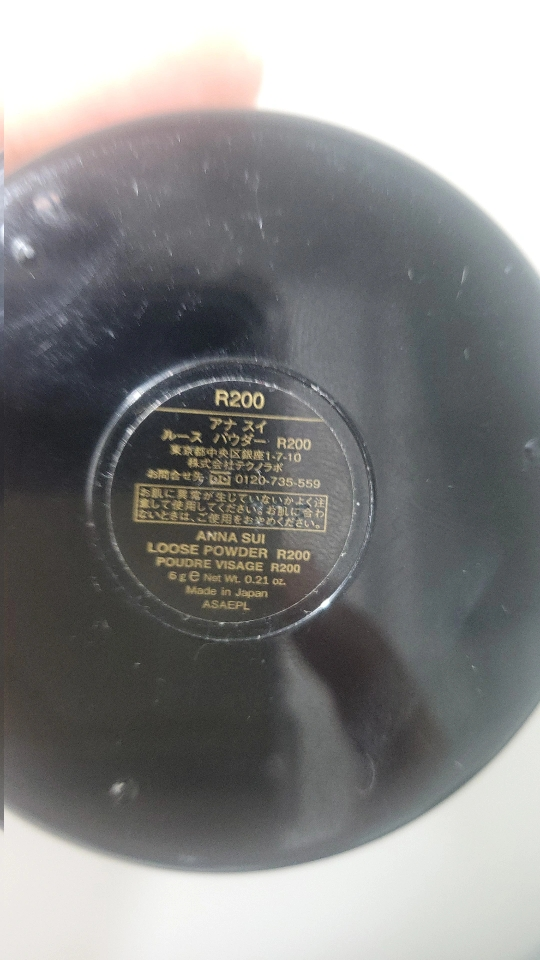 R200
アナ スイ
ルース パウダー R200
東京都中央区銀座1-7-10
株式会社テクノラボ
お問合せ先 0120-735-559
お肌に異常が生じていないかよく注
意して使用してください。お肌に合わ
ないときは、ご使用をおやめください。
ANNA SUI
LOOSE POWDER R200
POUDRE VISAGE R200
6 g ℮ Net Wt. 0.21 oz.
Made in Japan
ASAEPL